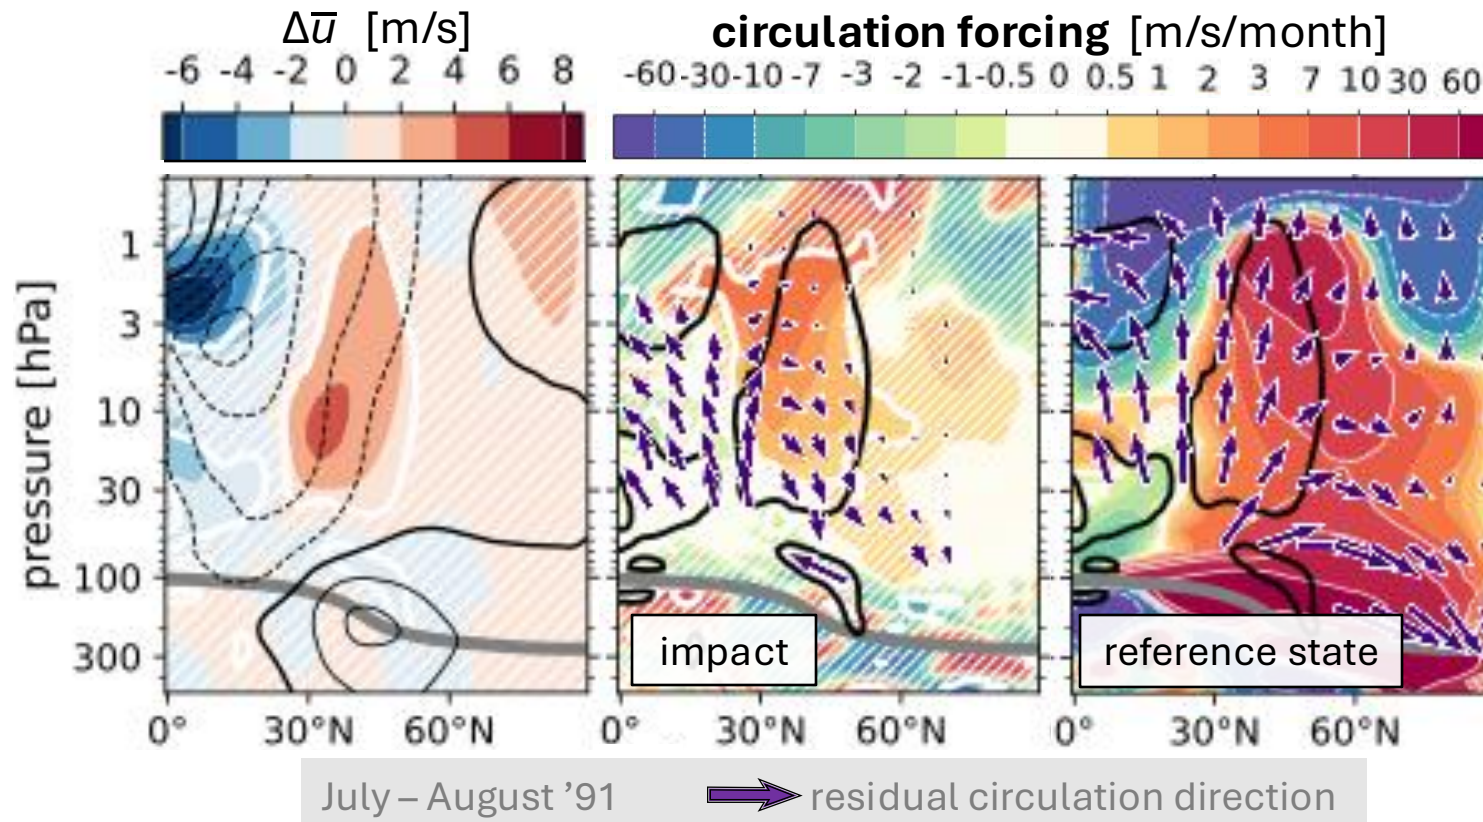 Δu̅ [m/s]
circulation forcing [m/s/month]
-6 -4 -2 0 2 4 6 8
-60 -30 -10 -7 -3 -2 -1 -0.5 0 0.5 1 2 3 7 10 30 60
pressure [hPa]
1
3
10
30
100
300
impact
reference state
0° 30°N 60°N
0° 30°N 60°N
0° 30°N 60°N
July – August ’91
residual circulation direction